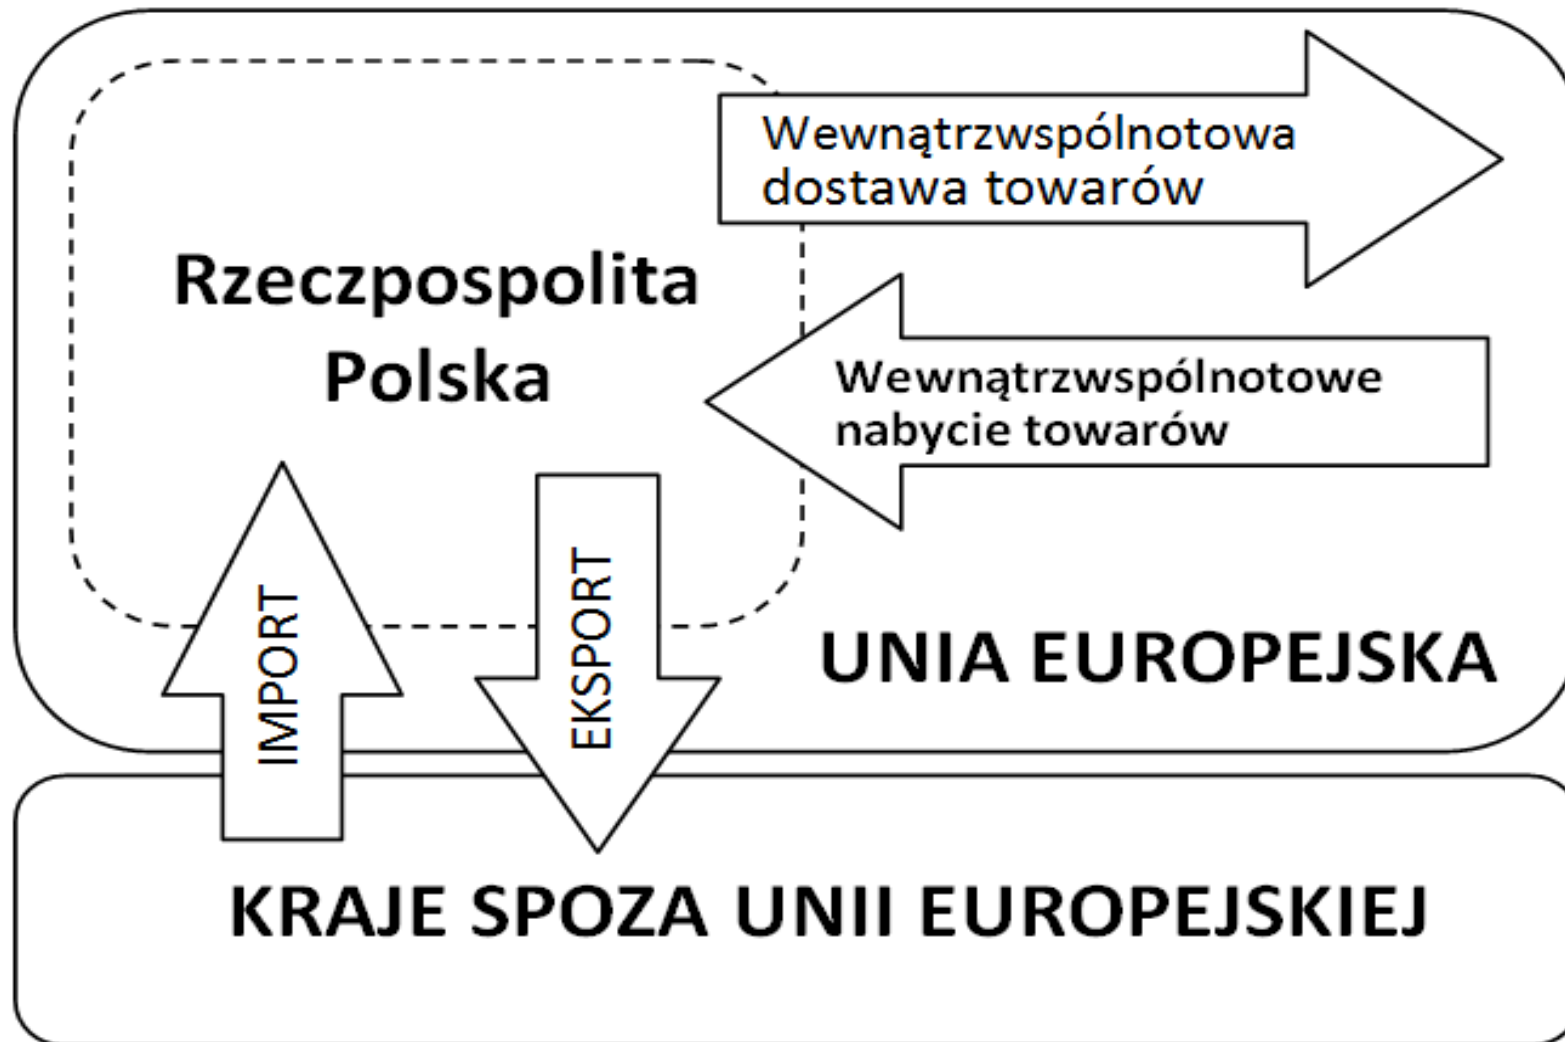 Wewnątrzwspólnotowa
dostawa towarów
Rzeczpospolita
Polska
Wewnątrzwspólnotowe
nabycie towarów
IMPORT
EKSPORT
UNIA EUROPEJSKA
KRAJE SPOZA UNII EUROPEJSKIEJ